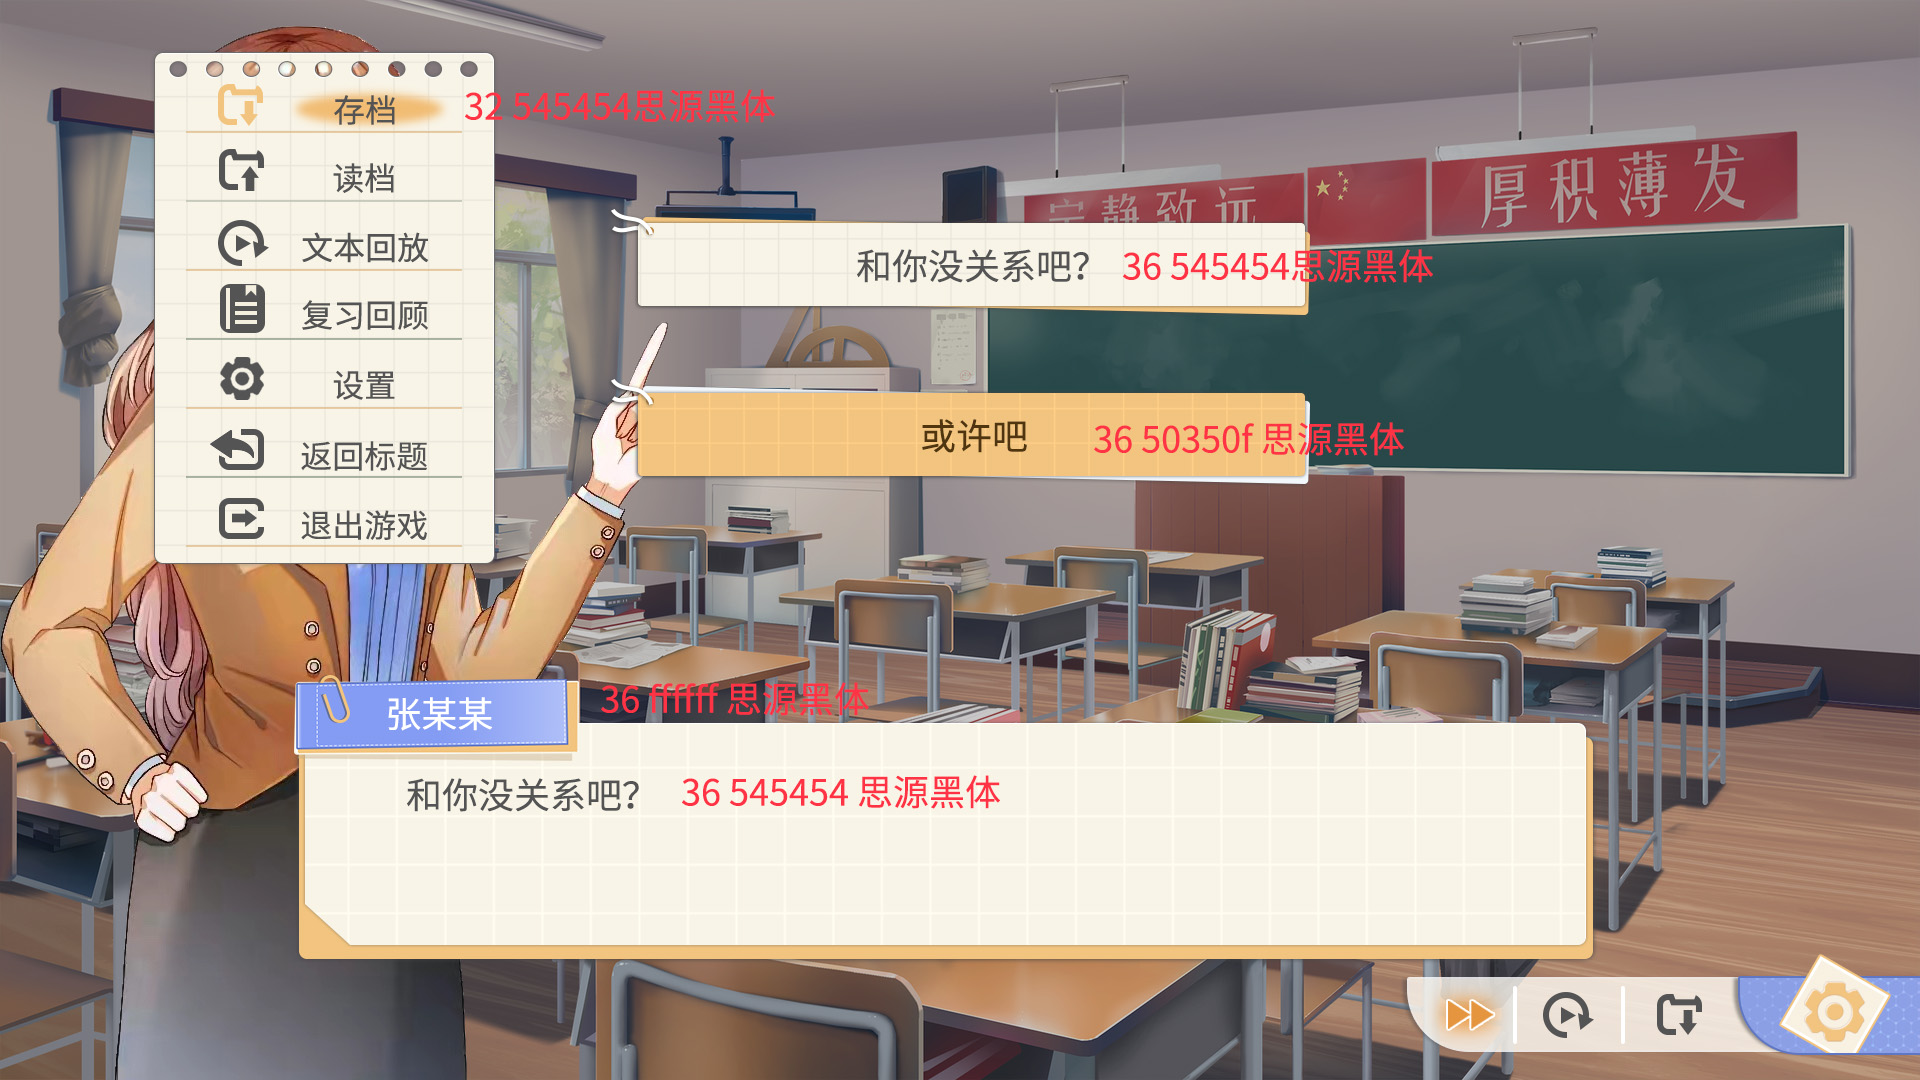 存档 32 545454思源黑体
读档
文本回放
复习回顾
设置
返回标题
退出游戏
宁静致远
厚积薄发
和你没关系吧？ 36 545454思源黑体
或许吧 36 50350f 思源黑体
张某某 36 ffffff 思源黑体
和你没关系吧？ 36 545454 思源黑体